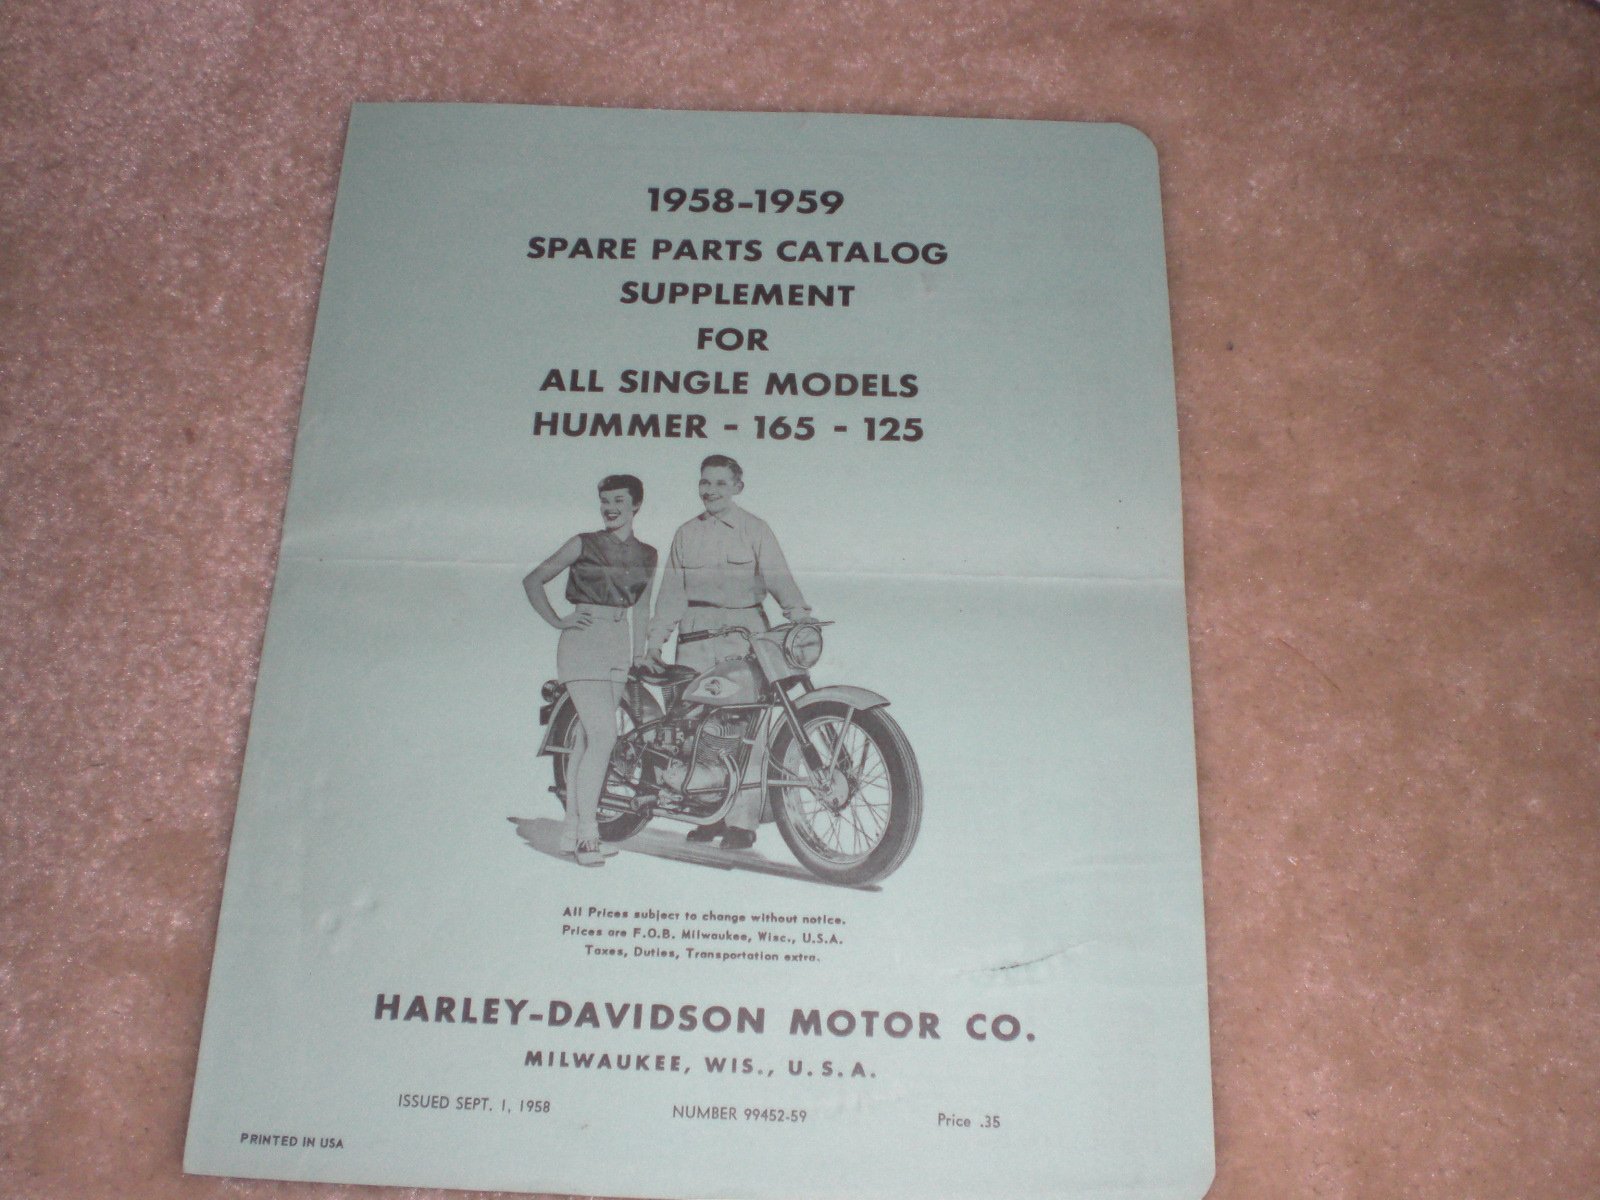 1958-1959
SPARE PARTS CATALOG
SUPPLEMENT
FOR
ALL SINGLE MODELS
HUMMER - 165 - 125
All Prices subject to change without notice.
Prices are F.O.B. Milwaukee, Wisc., U.S.A.
Taxes, Duties, Transportation extra.
HARLEY-DAVIDSON MOTOR CO.
MILWAUKEE, WIS., U.S.A.
ISSUED SEPT. 1, 1958 NUMBER 99452-59 Price .35
PRINTED IN USA